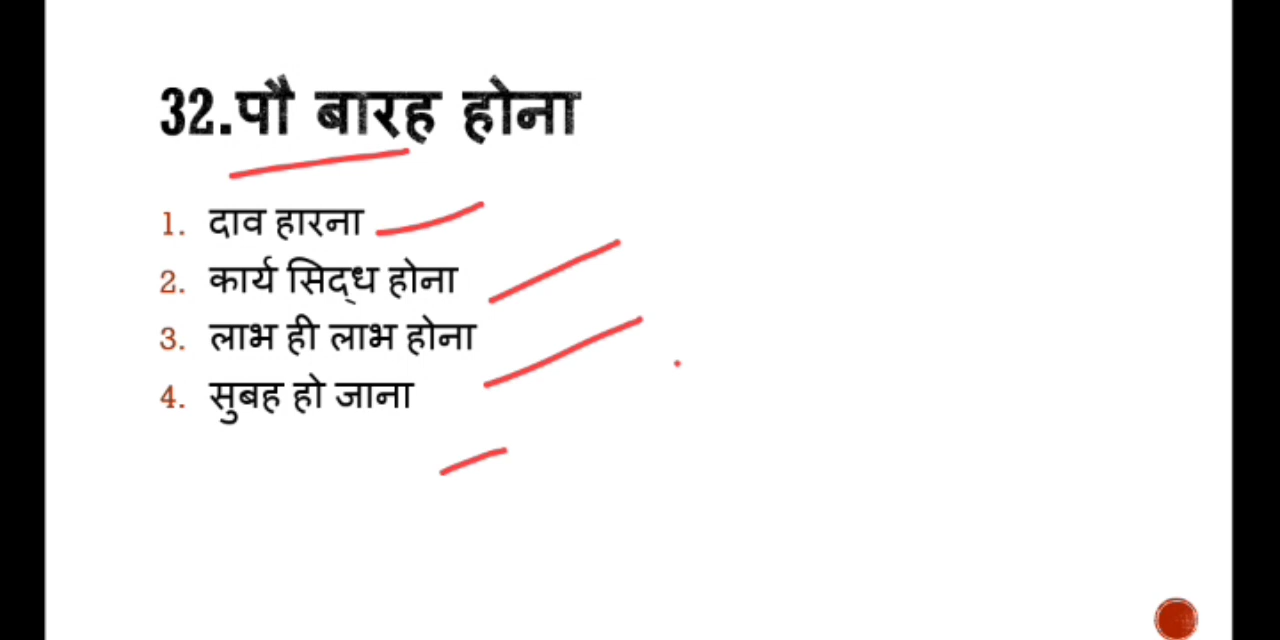 32.पौ बारह होना
1. दाव हारना
2. कार्य सिद्ध होना
3. लाभ ही लाभ होना
4. सुबह हो जाना